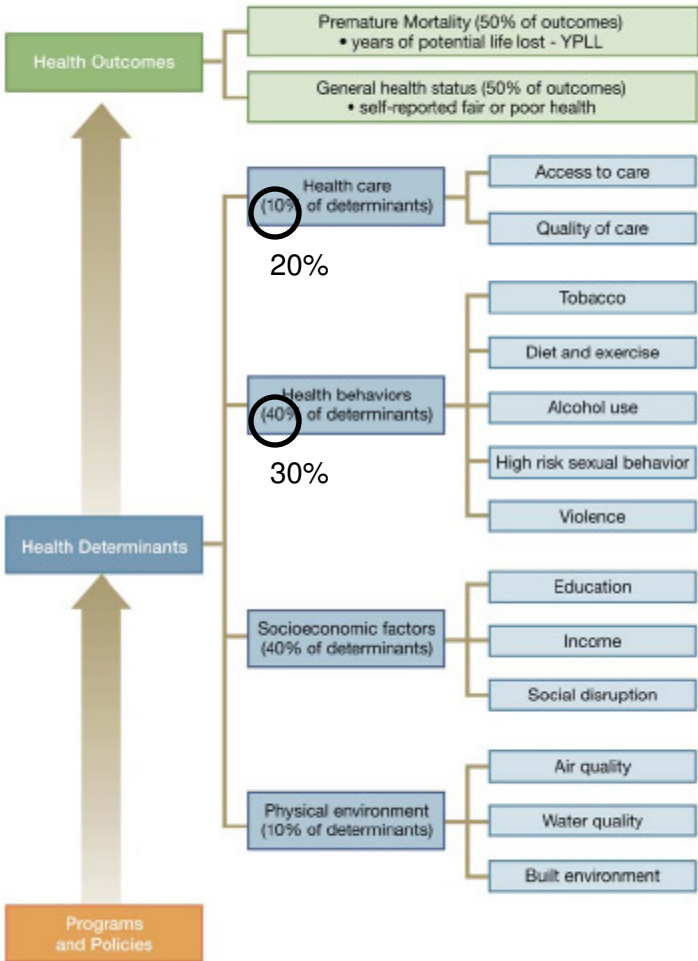 Premature Mortality (50% of outcomes)
• years of potential life lost - YPLL
Health Outcomes
General health status (50% of outcomes)
• self-reported fair or poor health
Health care
(10% of determinants)
20%
Access to care
Quality of care
Health behaviors
(40% of determinants)
30%
Tobacco
Diet and exercise
Alcohol use
High risk sexual behavior
Violence
Health Determinants
Socioeconomic factors
(40% of determinants)
Education
Income
Social disruption
Physical environment
(10% of determinants)
Air quality
Water quality
Built environment
Programs
and Policies